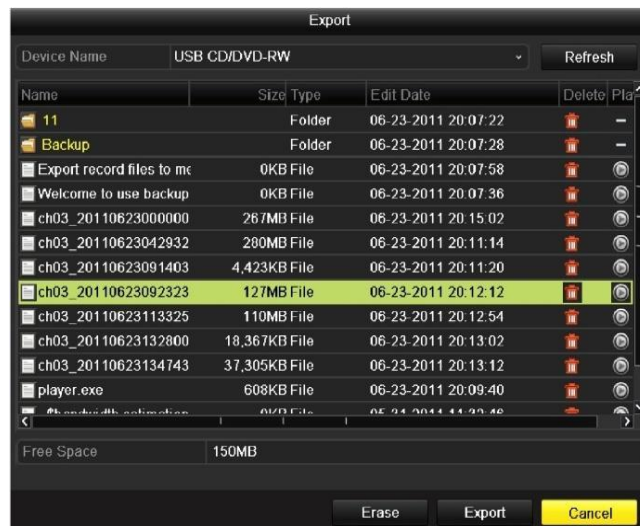 Export
Device Name USB CD/DVD-RW Refresh
Name Size Type Edit Date Delete Pla
11 Folder 06-23-2011 20:07:22 –
Backup Folder 06-23-2011 20:07:28 –
Export record files to me 0KB File 06-23-2011 20:07:58
Welcome to use backup 0KB File 06-23-2011 20:07:36
ch03_20110623000000 267MB File 06-23-2011 20:15:02
ch03_20110623042932 280MB File 06-23-2011 20:11:14
ch03_20110623091403 4,423KB File 06-23-2011 20:11:20
ch03_20110623092323 127MB File 06-23-2011 20:12:12
ch03_20110623113325 110MB File 06-23-2011 20:12:54
ch03_20110623132800 18,367KB File 06-23-2011 20:13:02
ch03_20110623134743 37,305KB File 06-23-2011 20:13:12
player.exe 608KB File 06-23-2011 20:09:40
Free Space 150MB
Erase Export Cancel